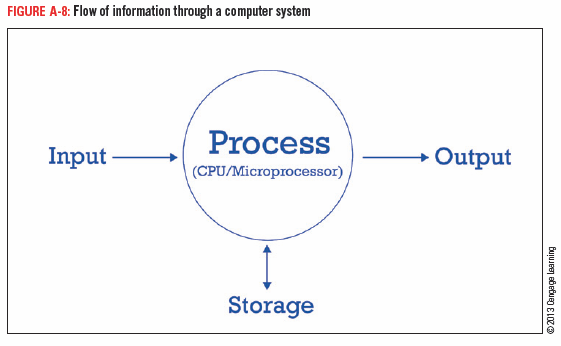 FIGURE A-8: Flow of information through a computer system
Process
(CPU/Microprocessor)
Input
Output
Storage
© 2013 Cengage Learning